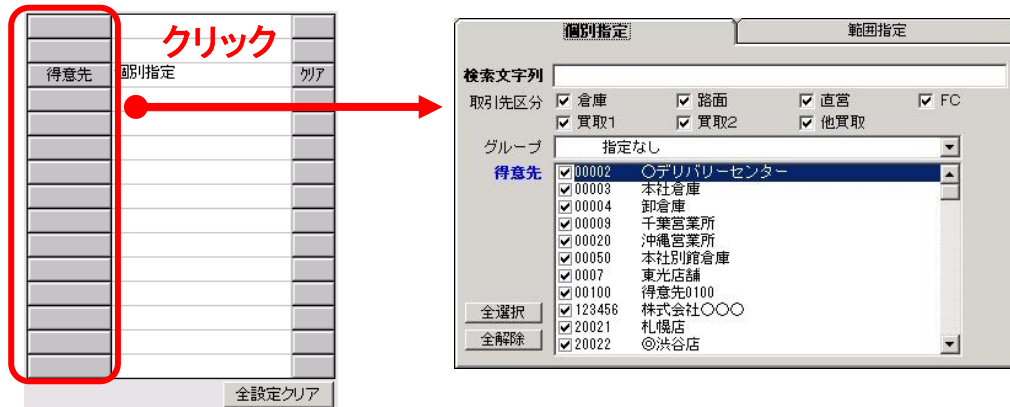 クリック
得意先 個別指定 クリア
全設定クリア
個別指定 範囲指定
検索文字列
取引先区分 倉庫 路面 直営 FC
買取1 買取2 他買取
グループ 指定なし
得意先 00002 〇デリバリーセンター
00003 本社倉庫
00004 卸倉庫
00009 千葉営業所
00020 沖縄営業所
00050 本社別館倉庫
0007 東光店舗
00100 得意先0100
全選択 123456 株式会社〇〇〇
20021 札幌店
全解除 20022 ◎渋谷店